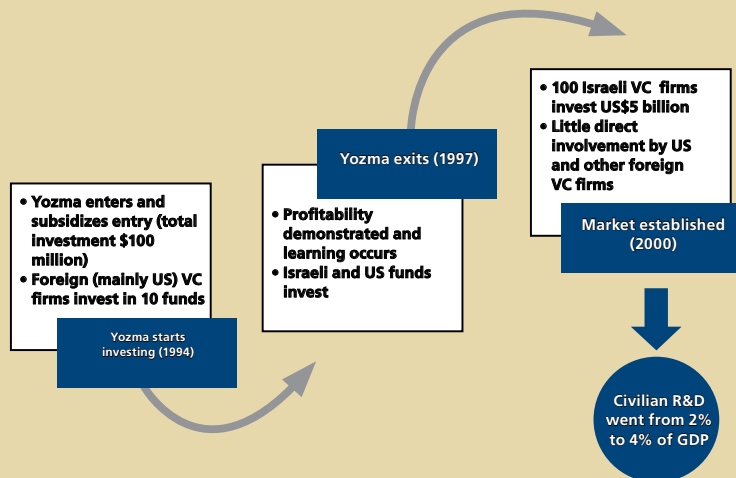 • Yozma enters and
subsidizes entry (total
investment $100
million)
• Foreign (mainly US) VC
firms invest in 10 funds
Yozma starts
investing (1994)
Yozma exits (1997)
• Profitability
demonstrated and
learning occurs
• Israeli and US funds
invest
• 100 Israeli VC firms
invest US$5 billion
• Little direct
involvement by US
and other foreign
VC firms
Market established
(2000)
Civilian R&D
went from 2%
to 4% of GDP